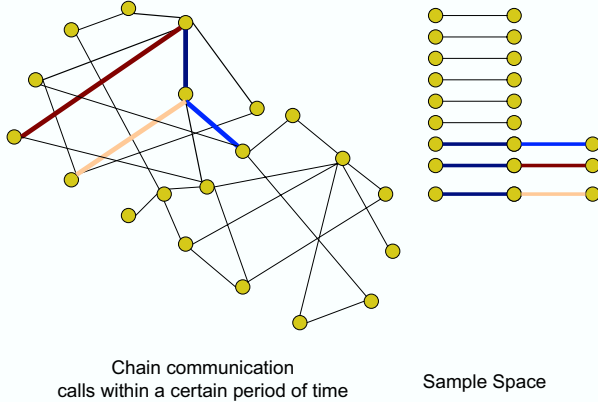 Chain communication
calls within a certain period of time
Sample Space